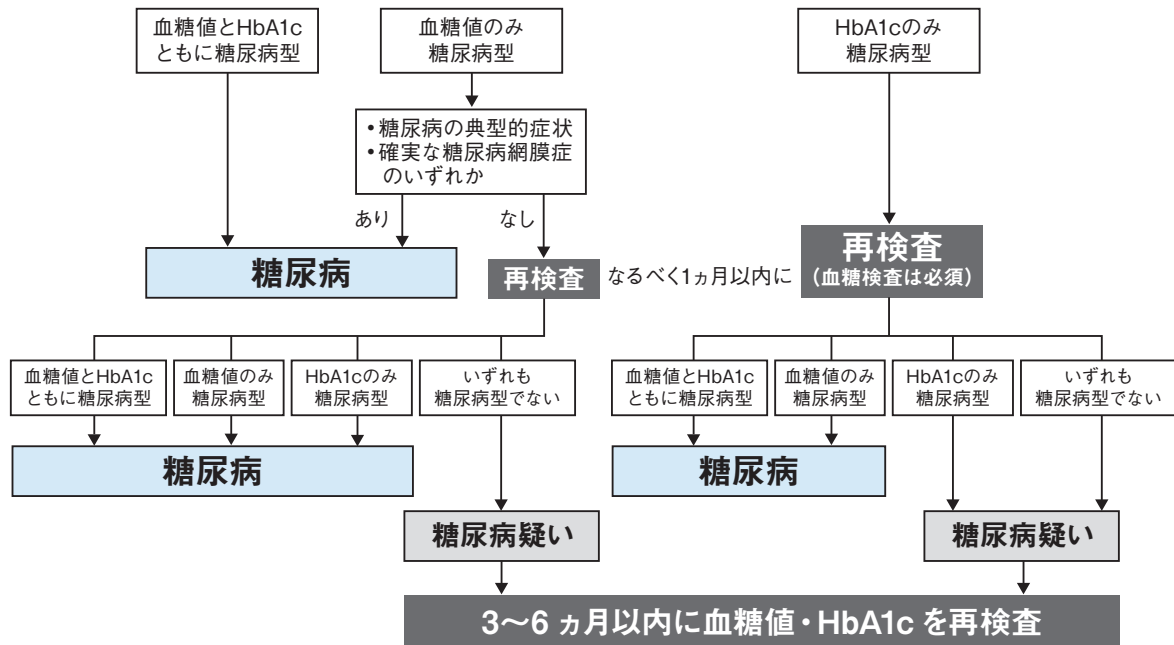 血糖値とHbA1c
ともに糖尿病型
血糖値のみ
糖尿病型
HbA1cのみ
糖尿病型
・糖尿病の典型的症状
・確実な糖尿病網膜症
のいずれか
あり
なし
糖尿病
再検査
なるべく1ヵ月以内に
再検査
(血糖検査は必須)
血糖値とHbA1c
ともに糖尿病型
血糖値のみ
糖尿病型
HbA1cのみ
糖尿病型
いずれも
糖尿病型でない
血糖値とHbA1c
ともに糖尿病型
血糖値のみ
糖尿病型
HbA1cのみ
糖尿病型
いずれも
糖尿病型でない
糖尿病
糖尿病
糖尿病疑い
糖尿病疑い
3〜6 ヵ月以内に血糖値・HbA1c を再検査